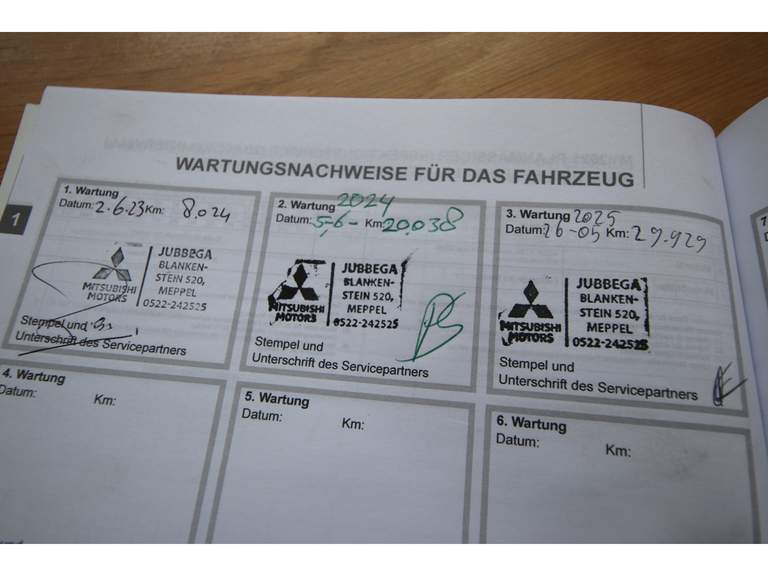 WARTUNGSNACHWEISE FÜR DAS FAHRZEUG
1
1. Wartung
Datum: 2.6.23 Km: 8.024
MITSUBISHI
MOTORS
JUBBEGA
BLANKEN-
STEIN 520,
MEPPEL
0522-242525
Stempel und
Unterschrift des Servicepartners
2. Wartung 2024
Datum: 5-6- Km: 20.038
MITSUBISHI
MOTORS
JUBBEGA
BLANKEN-
STEIN 520,
MEPPEL
0522-242525
Stempel und
Unterschrift des Servicepartners
3. Wartung 2025
Datum: 26-05 Km: 29.929
MITSUBISHI
MOTORS
JUBBEGA
BLANKEN-
STEIN 520,
MEPPEL
0522-242525
Stempel und
Unterschrift des Servicepartners
4. Wartung
Datum: Km:
5. Wartung
Datum: Km:
6. Wartung
Datum: Km: